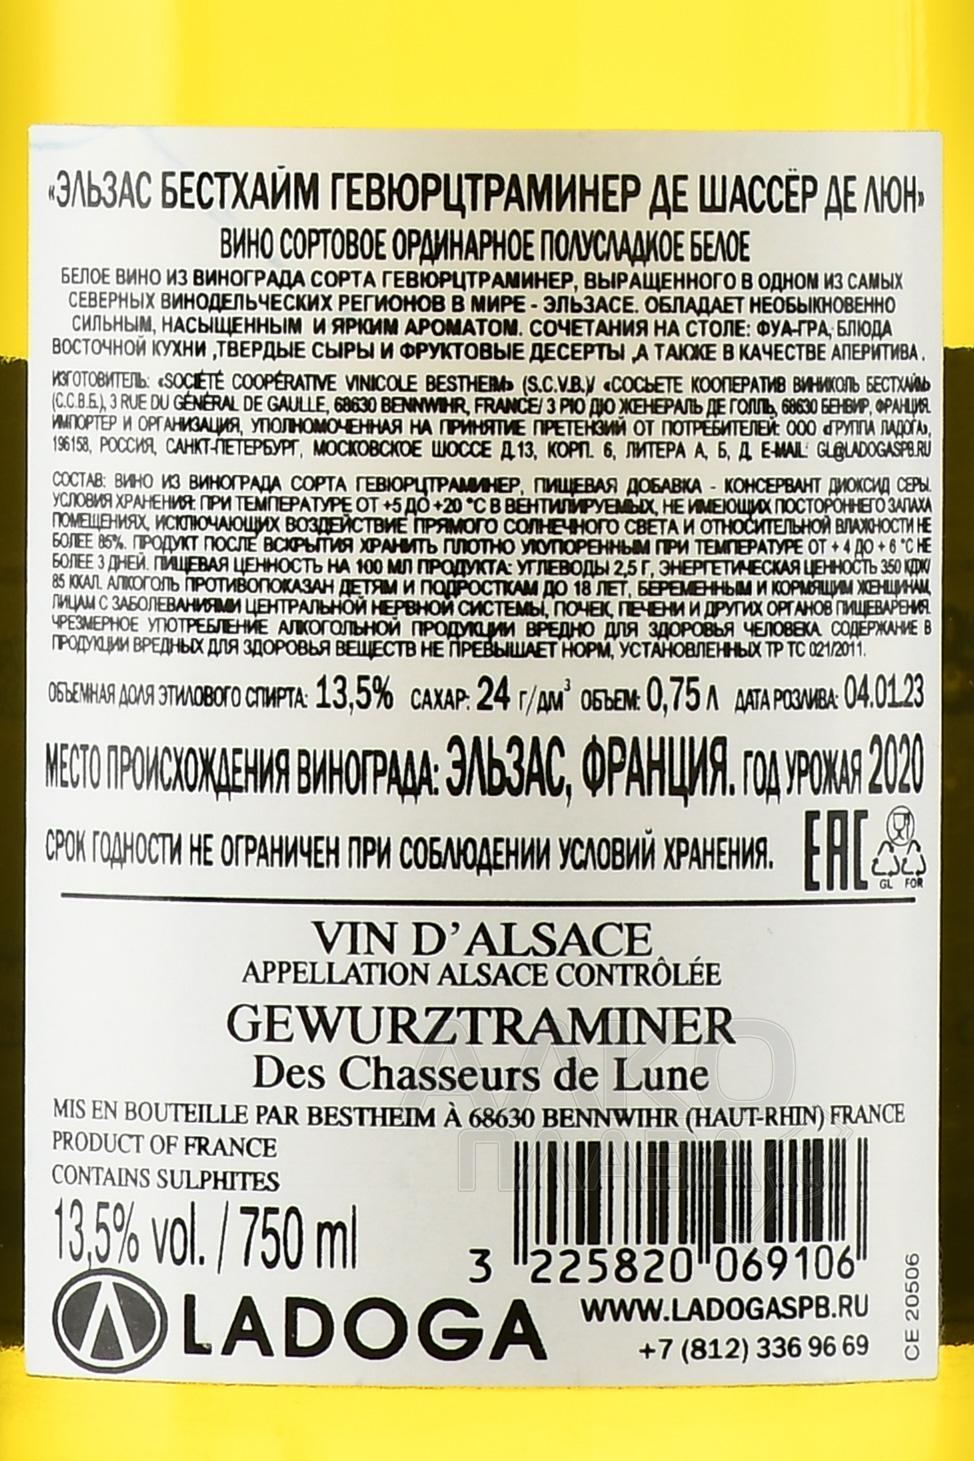 «ЭЛЬЗАС БЕСТХАЙМ ГЕВЮРЦТРАМИНЕР ДЕ ШАССЁР ДЕ ЛЮН»
ВИНО СОРТОВОЕ ОРДИНАРНОЕ ПОЛУСЛАДКОЕ БЕЛОЕ
БЕЛОЕ ВИНО ИЗ ВИНОГРАДА СОРТА ГЕВЮРЦТРАМИНЕР, ВЫРАЩЕННОГО В ОДНОМ ИЗ САМЫХ
СЕВЕРНЫХ ВИНОДЕЛЬЧЕСКИХ РЕГИОНОВ В МИРЕ - ЭЛЬЗАСЕ. ОБЛАДАЕТ НЕОБЫКНОВЕННО
СИЛЬНЫМ, НАСЫЩЕННЫМ И ЯРКИМ АРОМАТОМ. СОЧЕТАНИЯ НА СТОЛЕ: ФУА-ГРА, БЛЮДА
ВОСТОЧНОЙ КУХНИ ,ТВЕРДЫЕ СЫРЫ И ФРУКТОВЫЕ ДЕСЕРТЫ ,А ТАКЖЕ В КАЧЕСТВЕ АПЕРИТИВА.
ИЗГОТОВИТЕЛЬ: «SOCIÉTÉ COOPÉRATIVE VINICOLE BESTHEIM» (S.C.V.B.)/ «СОСЬЕТЕ КООПЕРАТИВ ВИНИКОЛЬ БЕСТХАЙМ»
(С.С.В.Б.), 3 RUE DU GÉNÉRAL DE GAULLE, 68630 BENNWIHR, FRANCE/ 3 РЮ ДЮ ЖЕНЕРАЛЬ ДЕ ГОЛЛЬ, 68630 БЕНВИР, ФРАНЦИЯ.
ИМПОРТЕР И ОРГАНИЗАЦИЯ, УПОЛНОМОЧЕННАЯ НА ПРИНЯТИЕ ПРЕТЕНЗИЙ ОТ ПОТРЕБИТЕЛЕЙ: ООО «ГРУППА ЛАДОГА»,
196158, РОССИЯ, САНКТ-ПЕТЕРБУРГ, МОСКОВСКОЕ ШОССЕ Д.13, КОРП. 6, ЛИТЕРА А, Б, Д. E-MAIL: GL@LADOGASPB.RU
СОСТАВ: ВИНО ИЗ ВИНОГРАДА СОРТА ГЕВЮРЦТРАМИНЕР, ПИЩЕВАЯ ДОБАВКА - КОНСЕРВАНТ ДИОКСИД СЕРЫ.
УСЛОВИЯ ХРАНЕНИЯ: ПРИ ТЕМПЕРАТУРЕ ОТ +5 ДО +20 °С В ВЕНТИЛИРУЕМЫХ, НЕ ИМЕЮЩИХ ПОСТОРОННЕГО ЗАПАХА
ПОМЕЩЕНИЯХ, ИСКЛЮЧАЮЩИХ ВОЗДЕЙСТВИЕ ПРЯМОГО СОЛНЕЧНОГО СВЕТА И ОТНОСИТЕЛЬНОЙ ВЛАЖНОСТИ НЕ
БОЛЕЕ 85%. ПРОДУКТ ПОСЛЕ ВСКРЫТИЯ ХРАНИТЬ ПЛОТНО УКУПОРЕННЫМ ПРИ ТЕМПЕРАТУРЕ ОТ + 4 ДО + 6 °С НЕ
БОЛЕЕ 3 ДНЕЙ. ПИЩЕВАЯ ЦЕННОСТЬ НА 100 МЛ ПРОДУКТА: УГЛЕВОДЫ 2,5 Г, ЭНЕРГЕТИЧЕСКАЯ ЦЕННОСТЬ 350 КДЖ/
85 ККАЛ. АЛКОГОЛЬ ПРОТИВОПОКАЗАН ДЕТЯМ И ПОДРОСТКАМ ДО 18 ЛЕТ, БЕРЕМЕННЫМ И КОРМЯЩИМ ЖЕНЩИНАМ,
ЛИЦАМ С ЗАБОЛЕВАНИЯМИ ЦЕНТРАЛЬНОЙ НЕРВНОЙ СИСТЕМЫ, ПОЧЕК, ПЕЧЕНИ И ДРУГИХ ОРГАНОВ ПИЩЕВАРЕНИЯ.
ЧРЕЗМЕРНОЕ УПОТРЕБЛЕНИЕ АЛКОГОЛЬНОЙ ПРОДУКЦИИ ВРЕДНО ДЛЯ ЗДОРОВЬЯ ЧЕЛОВЕКА. СОДЕРЖАНИЕ В
ПРОДУКЦИИ ВРЕДНЫХ ДЛЯ ЗДОРОВЬЯ ВЕЩЕСТВ НЕ ПРЕВЫШАЕТ НОРМ, УСТАНОВЛЕННЫХ ТР ТС 021/2011.
ОБЪЕМНАЯ ДОЛЯ ЭТИЛОВОГО СПИРТА: 13,5% САХАР: 24 Г/ДМ³ ОБЪЕМ: 0,75 Л ДАТА РОЗЛИВА: 04.01.23
МЕСТО ПРОИСХОЖДЕНИЯ ВИНОГРАДА: ЭЛЬЗАС, ФРАНЦИЯ. ГОД УРОЖАЯ 2020
СРОК ГОДНОСТИ НЕ ОГРАНИЧЕН ПРИ СОБЛЮДЕНИИ УСЛОВИЙ ХРАНЕНИЯ. EAC
GL FOR
VIN D'ALSACE
APPELLATION ALSACE CONTRÔLÉE
GEWURZTRAMINER
Des Chasseurs de Lune
MIS EN BOUTEILLE PAR BESTHEIM À 68630 BENNWIHR (HAUT-RHIN) FRANCE
PRODUCT OF FRANCE
CONTAINS SULPHITES
13,5% vol. / 750 ml
3 225820 069106
LADOGA
WWW.LADOGASPB.RU
+7 (812) 336 96 69
CE 20506
АЛКО
ПЛАЗА